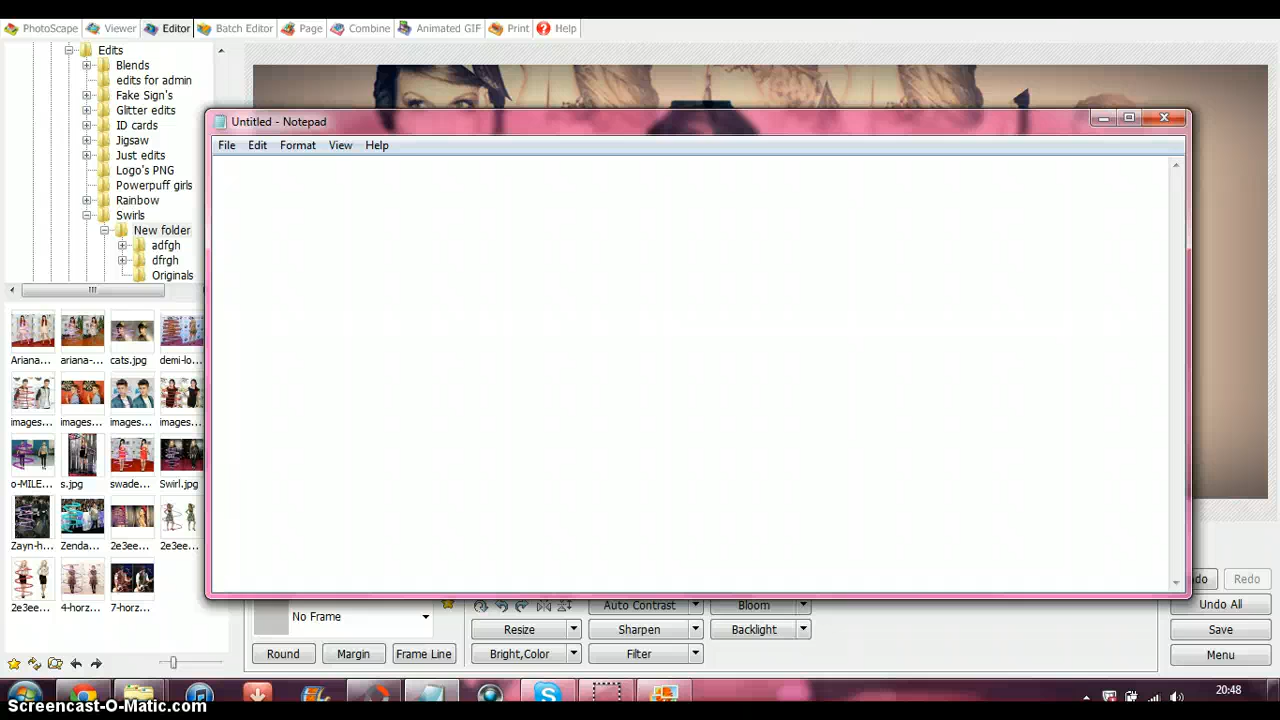 PhotoScape Viewer Editor Batch Editor Page Combine Animated GIF Print Help
Edits
Blends
edits for admin
Fake Sign's
Glitter edits
ID cards
Jigsaw
Just edits
Logo's PNG
Powerpuff girls
Rainbow
Swirls
New folder
adfgh
dfrgh
Originals
Untitled - Notepad
File Edit Format View Help
Ariana... ariana-... cats.jpg demi-lo...
images... images... images... images...
o-MILE... s.jpg swade... Swirl.jpg
Zayn-h... Zenda... 2e3ee... 2e3ee...
2e3ee... 4-horz... 7-horz...
No Frame
Round Margin Frame Line
Auto Contrast Bloom
Resize Sharpen Backlight
Bright,Color Filter
Redo
Undo All
Save
Menu
20:48
Screencast-O-Matic.com